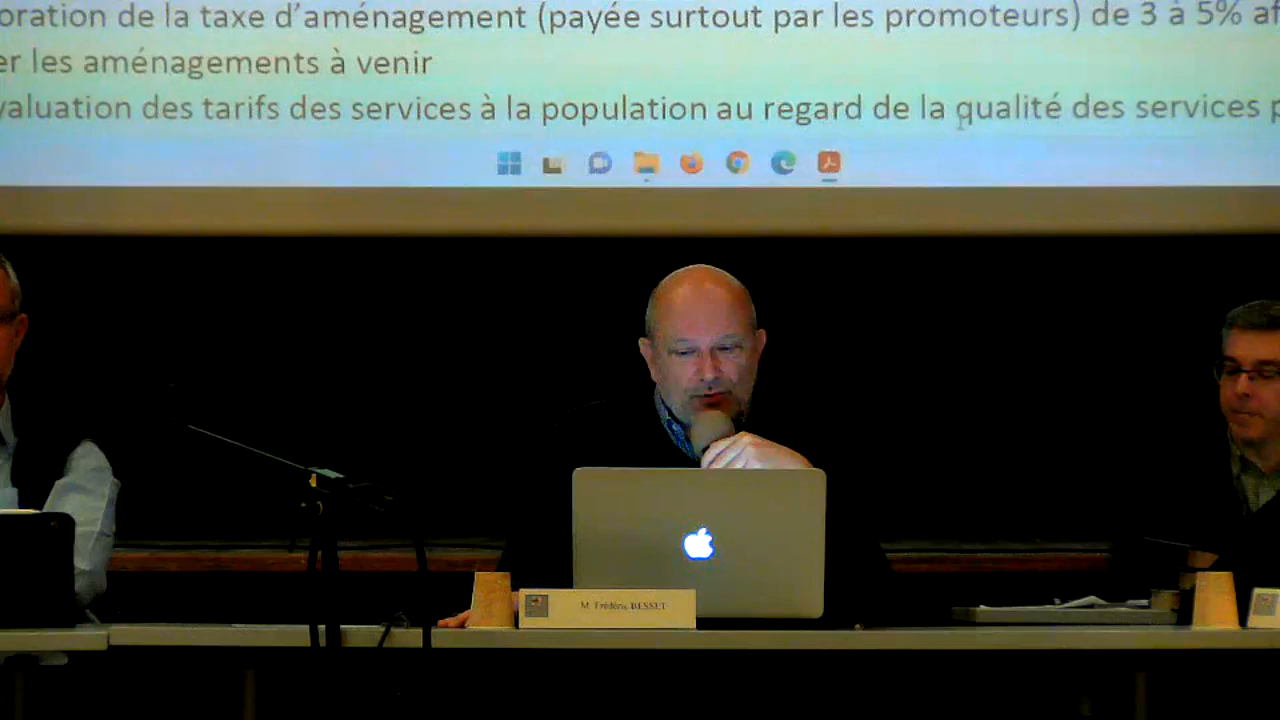 oration de la taxe d'aménagement (payée surtout par les promoteurs) de 3 à 5% af
er les aménagements à venir
valuation des tarifs des services à la population au regard de la qualité des services p
M. Frédéric BESSET